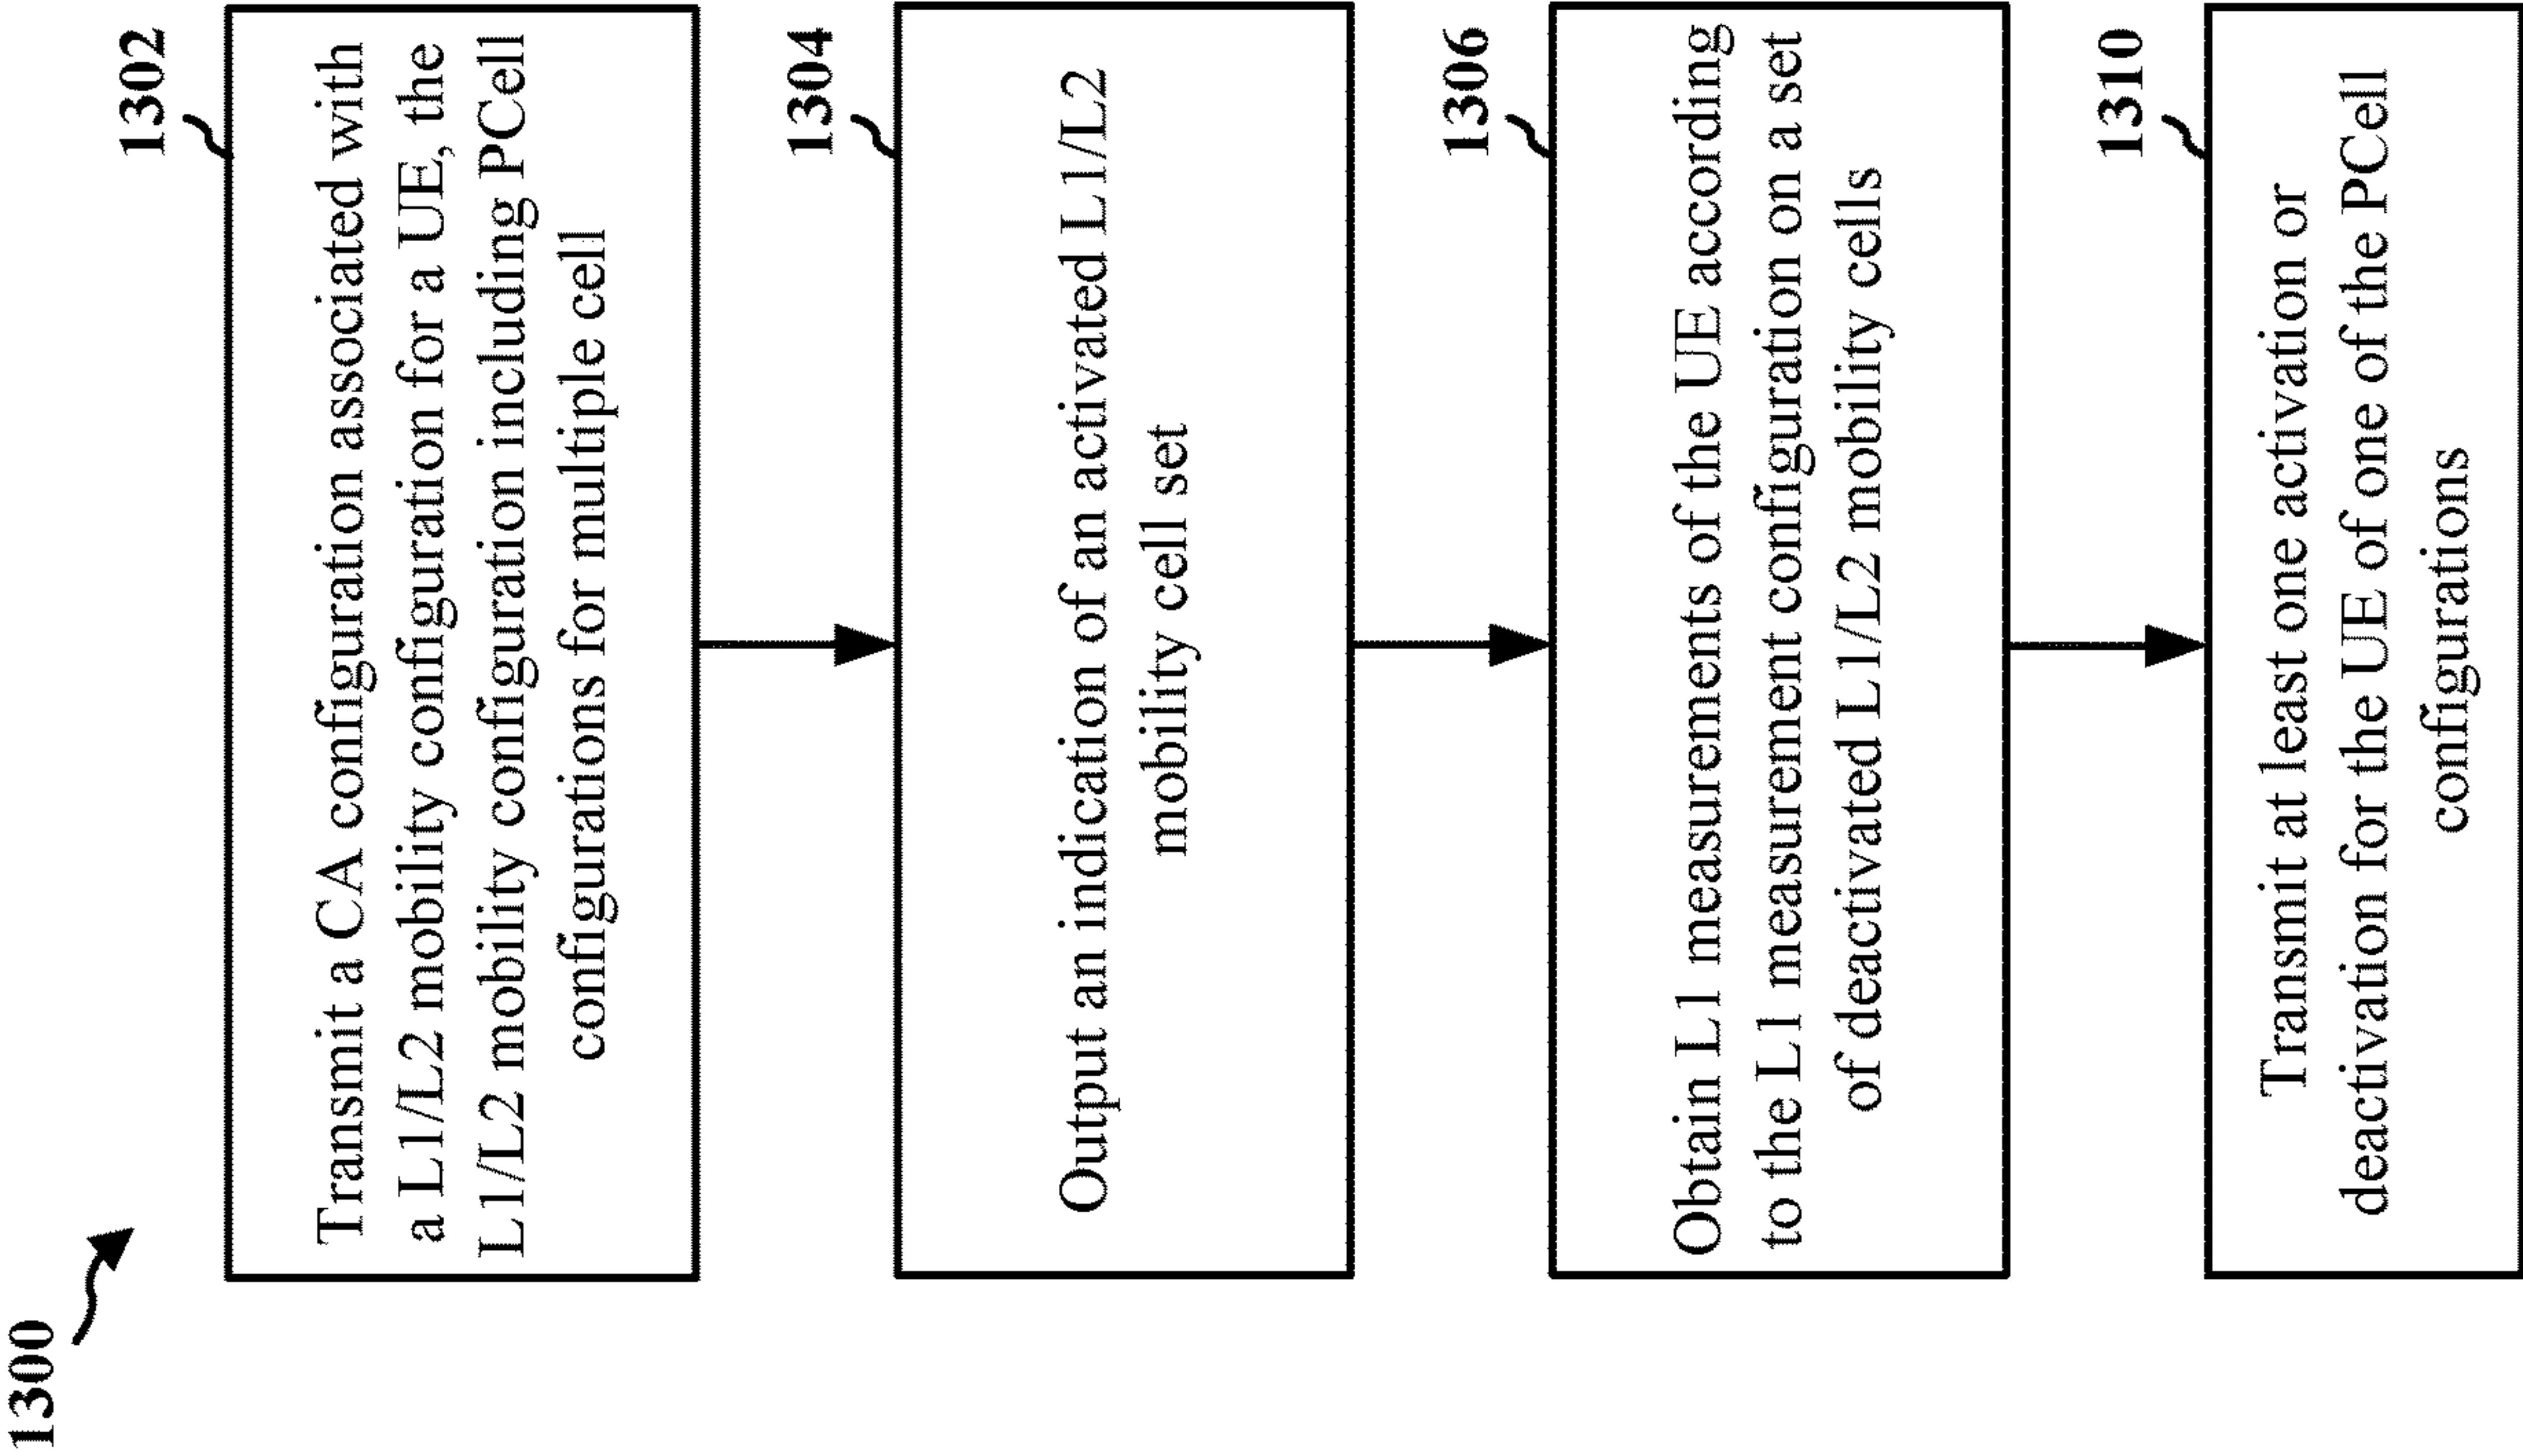 1300
1302
Transmit a CA configuration associated with
a L1/L2 mobility configuration for a UE, the
L1/L2 mobility configuration including PCell
configurations for multiple cell
1304
Output an indication of an activated L1/L2
mobility cell set
1306
Obtain L1 measurements of the UE according
to the L1 measurement configuration on a set
of deactivated L1/L2 mobility cells
1310
Transmit at least one activation or
deactivation for the UE of one of the PCell
configurations